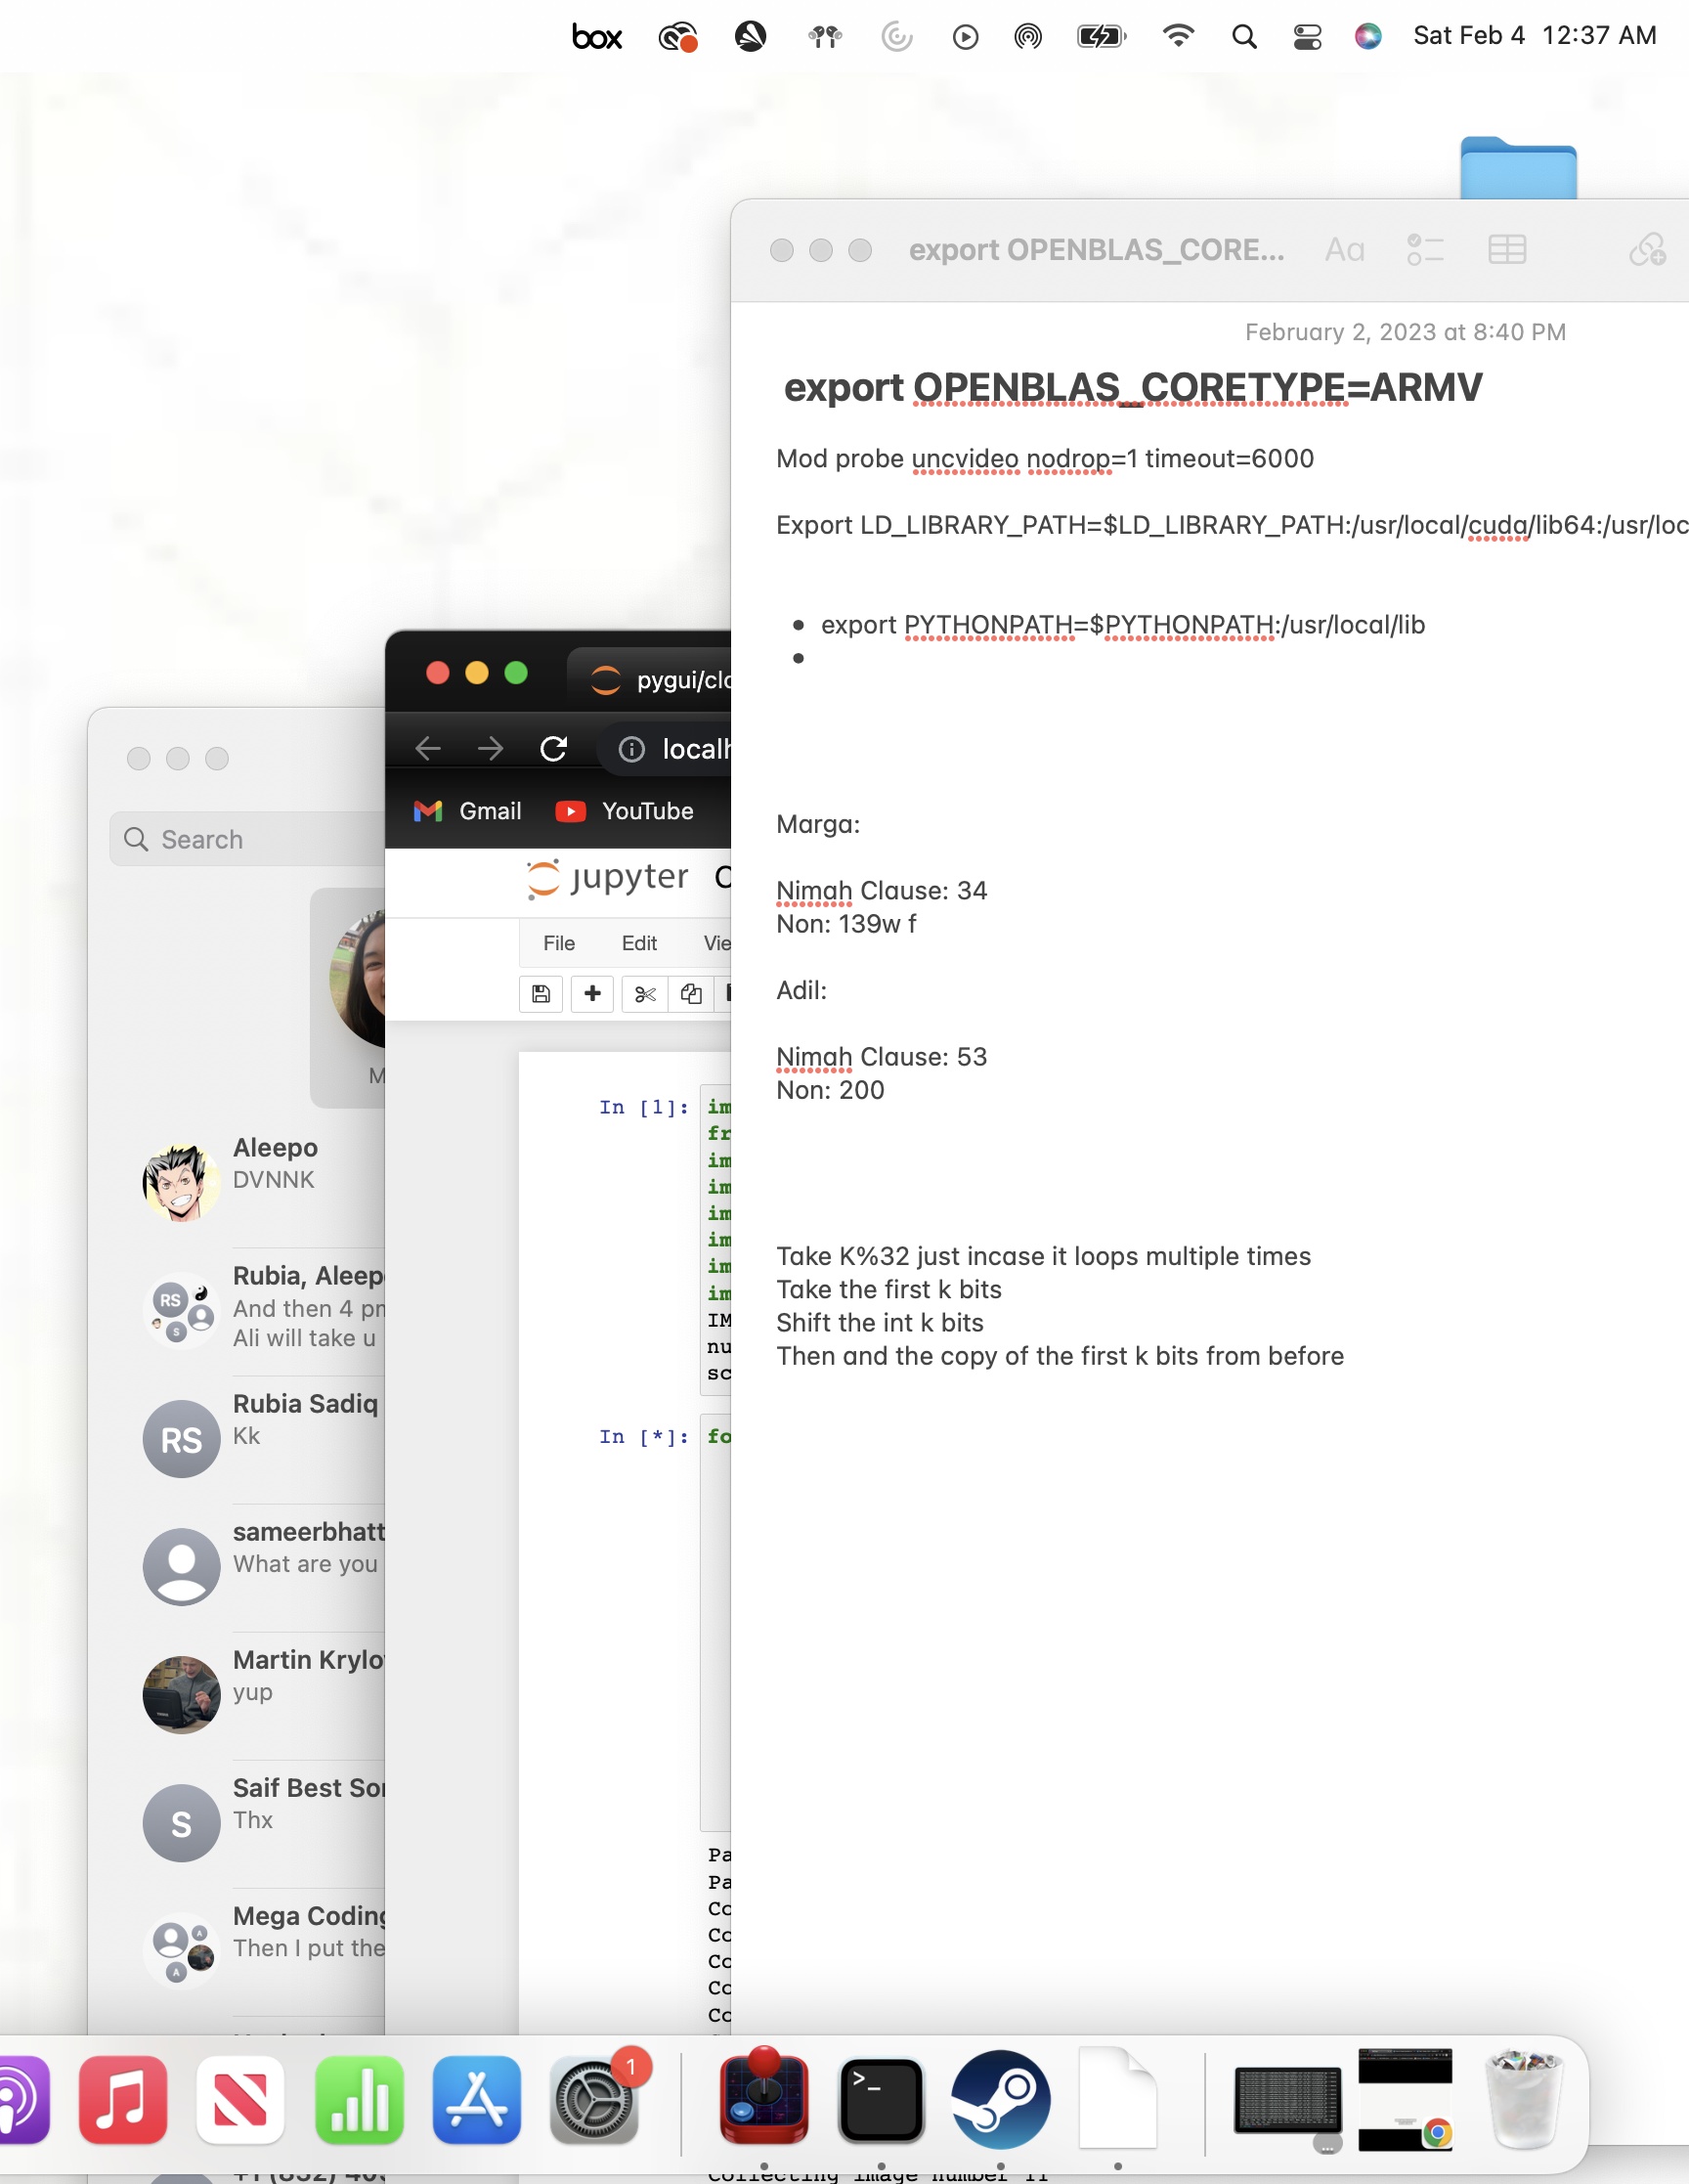 box
Sat Feb 4 12:37 AM
export OPENBLAS_CORE...
Aa
February 2, 2023 at 8:40 PM
export OPENBLAS_CORETYPE=ARMV
Mod probe uncvideo nodrop=1 timeout=6000
Export LD_LIBRARY_PATH=$LD_LIBRARY_PATH:/usr/local/cuda/lib64:/usr/loc
• export PYTHONPATH=$PYTHONPATH:/usr/local/lib
•
Marga:
Nimah Clause: 34
Non: 139w f
Adil:
Nimah Clause: 53
Non: 200
Take K%32 just incase it loops multiple times
Take the first k bits
Shift the int k bits
Then and the copy of the first k bits from before
pygui/clo
localh
Gmail
YouTube
jupyter
File Edit Vie
In [1]:
im
fr
im
im
im
im
im
im
IM
nu
sc
In [*]:
fo
Pa
Pa
Co
Co
Co
Co
Co
Collecting image number 11
Search
M
Aleepo
DVNNK
RS
S
Rubia, Aleep
And then 4 pm
Ali will take u
RS
Rubia Sadiq
Kk
sameerbhatt
What are you
Martin Krylo
yup
S
Saif Best So
Thx
A
A
Mega Coding
Then I put the
1